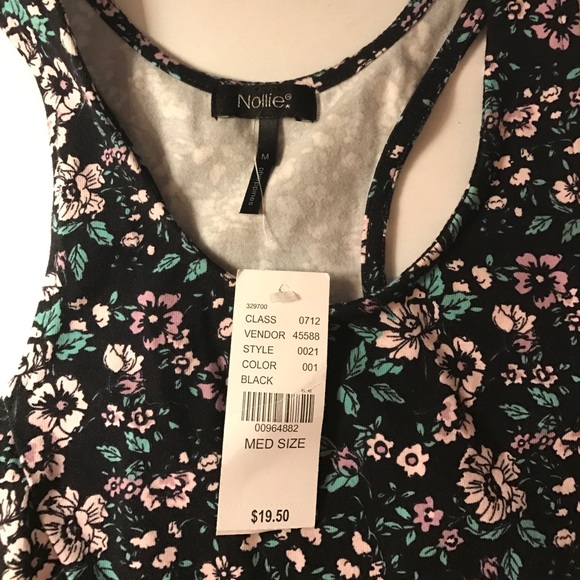 Nollie
M
329700
CLASS 0712
VENDOR 45588
STYLE 0021
COLOR 001
BLACK
00964882
MED SIZE
$19.50